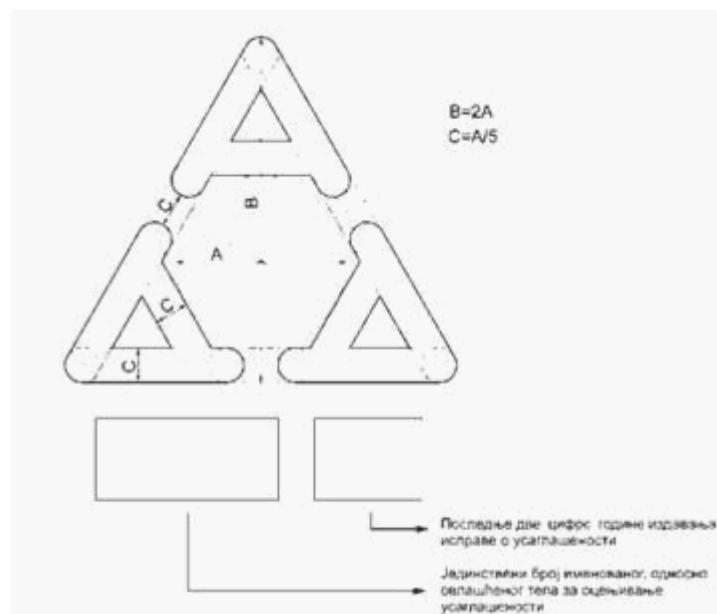 B=2A
C=A/5
C
B
A
C
C
Последње две цифре године издавања
исправе о усаглашености
Јединствени број именованог, односно
овлашћеног тела за оцењивање
усаглашености